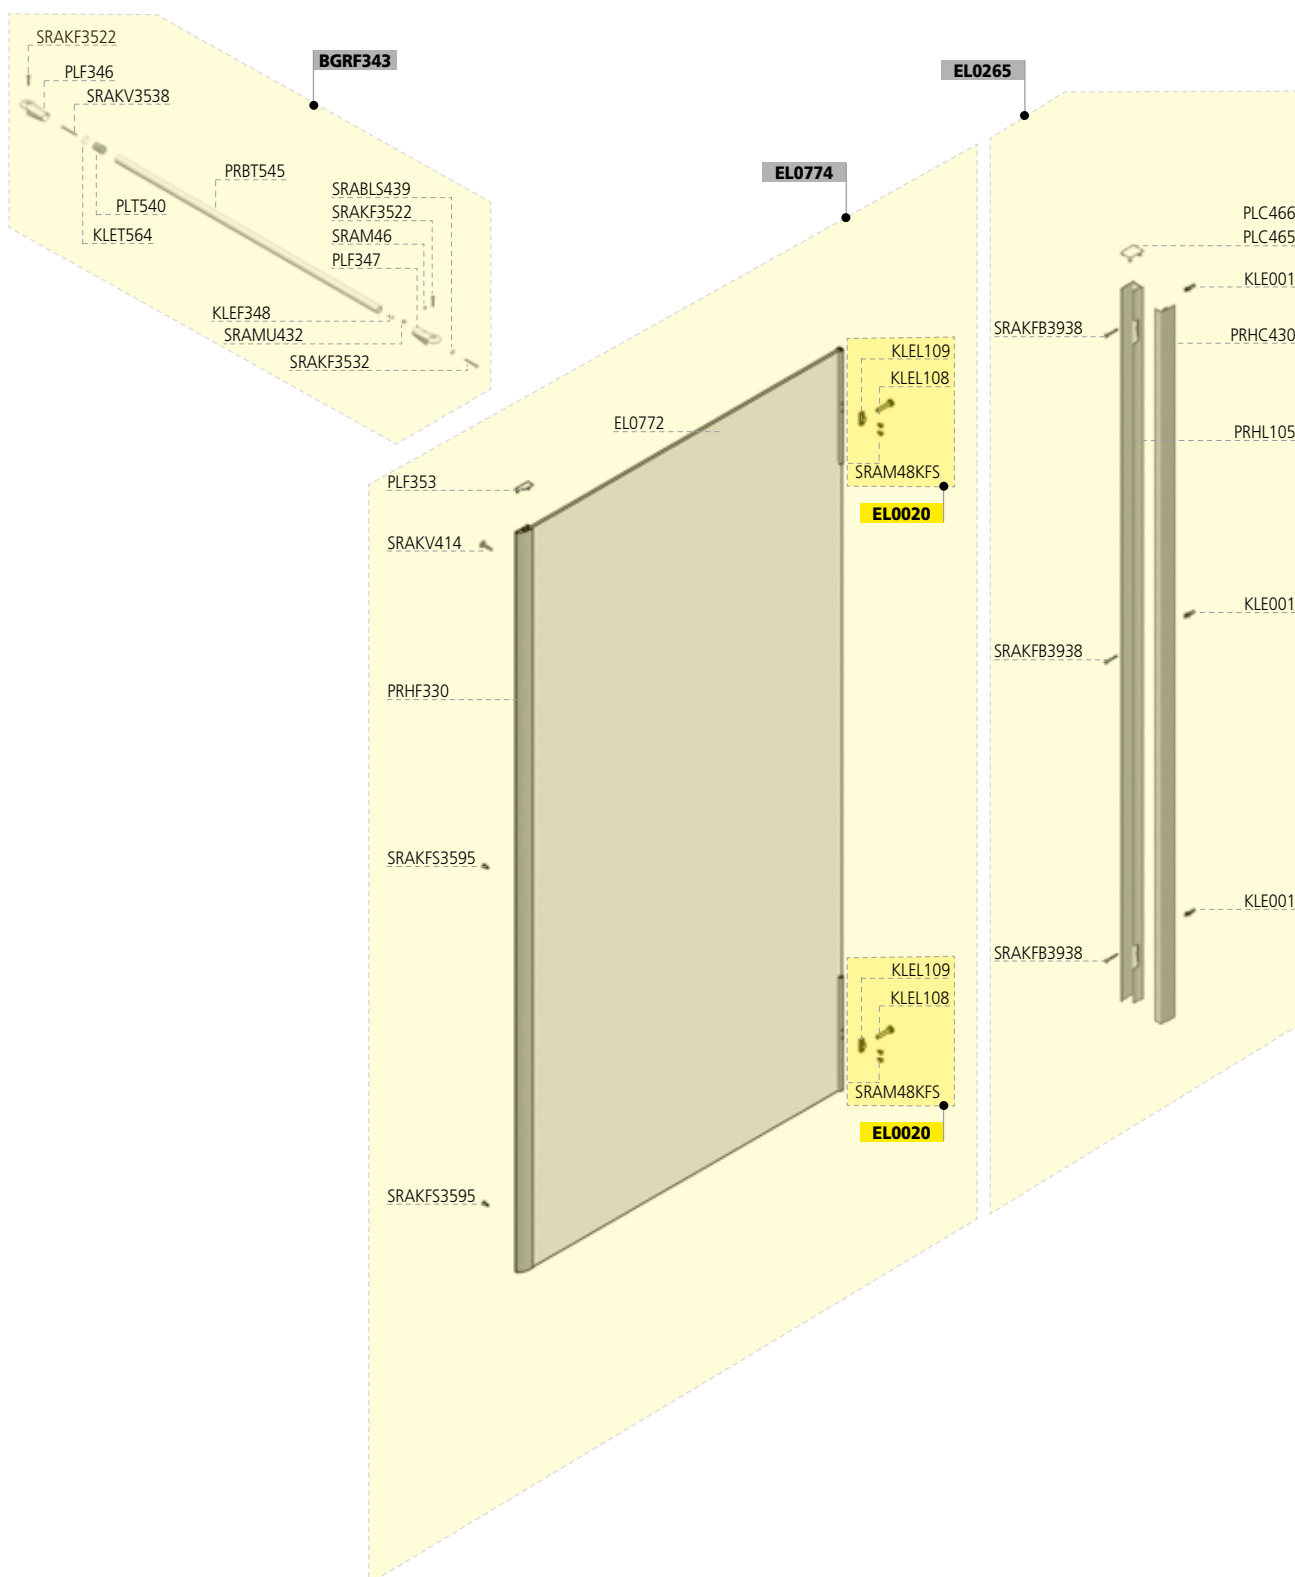 SRAKF3522
BGRF343
PLF346
SRAKV3538
PRBT545
PLT540
KLET564
SRABLS439
SRAKF3522
SRAM46
PLF347
KLEF348
SRAMU432
SRAKF3532
EL0774
EL0772
PLF353
SRAKV414
PRHF330
SRAKFS3595
SRAKFS3595
KLEL109
KLEL108
SRAM48KFS
EL0020
KLEL109
KLEL108
SRAM48KFS
EL0020
EL0265
PLC466
PLC465
KLE001
SRAKFB3938
PRHC430
PRHL105
KLE001
SRAKFB3938
KLE001
SRAKFB3938